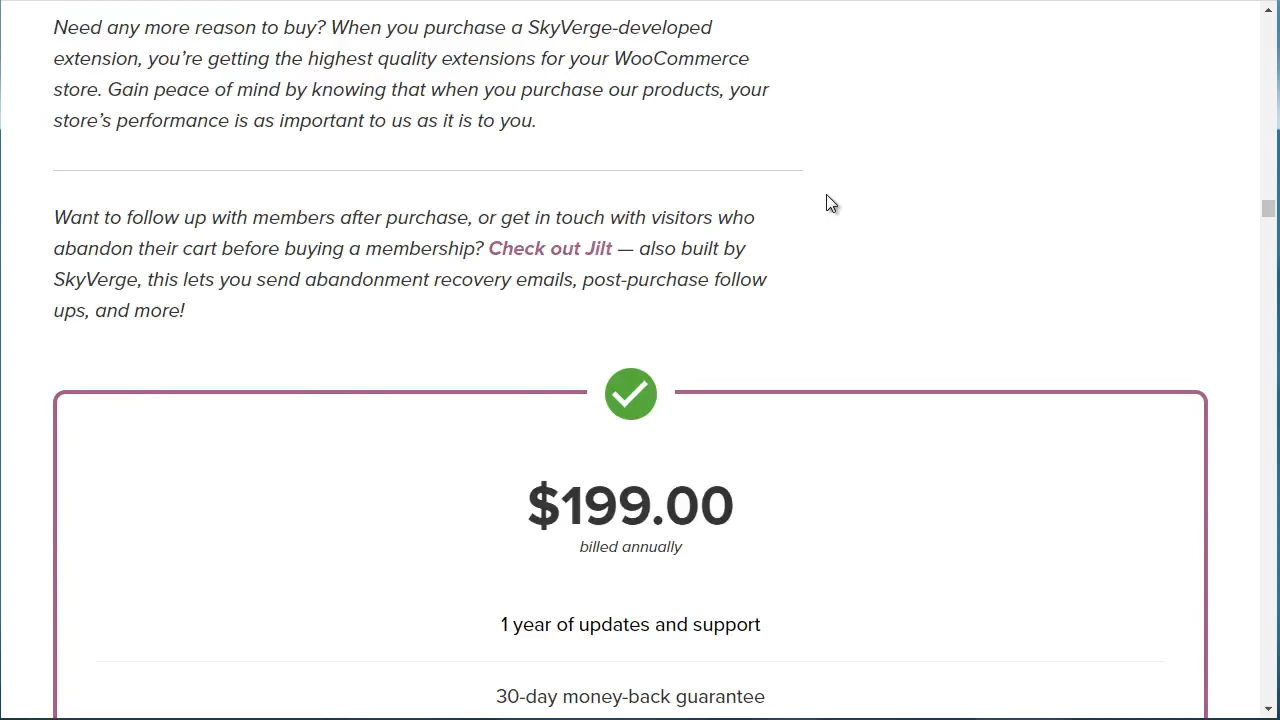 Need any more reason to buy? When you purchase a SkyVerge-developed
extension, you’re getting the highest quality extensions for your WooCommerce
store. Gain peace of mind by knowing that when you purchase our products, your
store’s performance is as important to us as it is to you.
Want to follow up with members after purchase, or get in touch with visitors who
abandon their cart before buying a membership? Check out Jilt — also built by
SkyVerge, this lets you send abandonment recovery emails, post-purchase follow
ups, and more!
$199.00
billed annually
1 year of updates and support
30-day money-back guarantee